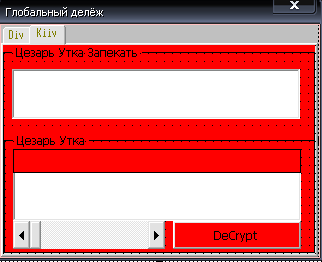 Глобальный делёж
Div Kiiv
Цезарь Утка Запекать
Цезарь Утка
DeCrypt